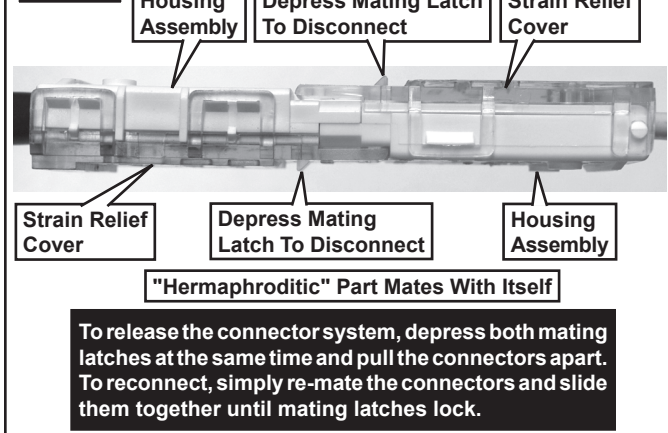 Housing
Assembly
Depress Mating Latch
To Disconnect
Strain Relief
Cover
Strain Relief
Cover
Depress Mating
Latch To Disconnect
Housing
Assembly
"Hermaphroditic" Part Mates With Itself
To release the connector system, depress both mating
latches at the same time and pull the connectors apart.
To reconnect, simply re-mate the connectors and slide
them together until mating latches lock.